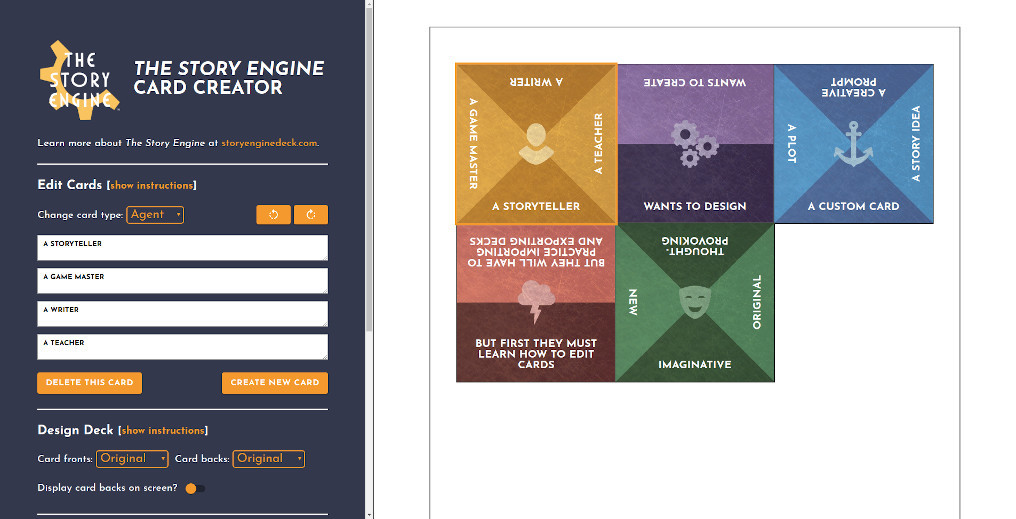 THE
STORY
ENGINE
THE STORY ENGINE
CARD CREATOR
Learn more about The Story Engine at storyenginedeck.com.
Edit Cards [show instructions]
Change card type: Agent
A STORYTELLER
A GAME MASTER
A WRITER
A TEACHER
DELETE THIS CARD
CREATE NEW CARD
Design Deck [show instructions]
Card fronts: Original Card backs: Original
Display card backs on screen?
A WRITER
A GAME MASTER
A TEACHER
A STORYTELLER
WANTS TO CREATE
WANTS TO DESIGN
A CREATIVE
PROMPT
A PLOT
A STORY IDEA
A CUSTOM CARD
BUT THEY WILL HAVE TO
PRACTICE IMPORTING
AND EXPORTING DECKS
BUT FIRST THEY MUST
LEARN HOW TO EDIT
CARDS
THOUGHT-
PROVOKING
NEW
ORIGINAL
IMAGINATIVE